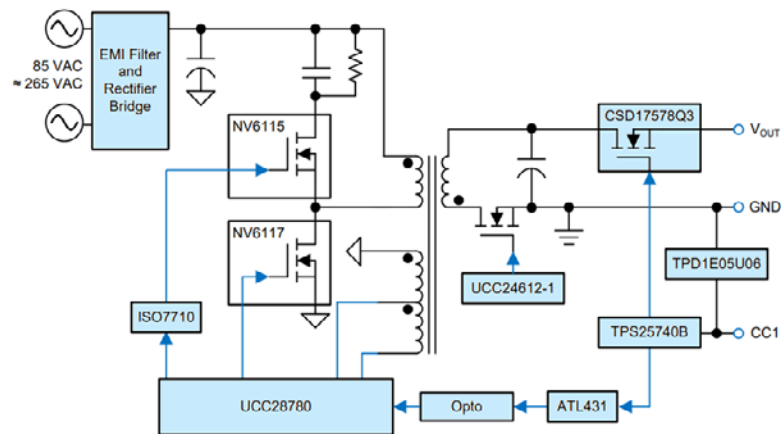 85 VAC
≈ 265 VAC
EMI Filter
and
Rectifier
Bridge
NV6115
CSD17578Q3
VOUT
GND
NV6117
TPD1E05U06
UCC24612-1
ISO7710
TPS25740B
CC1
UCC28780
Opto
ATL431